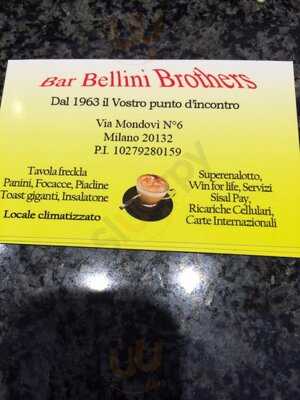 Bar Bellini Brothers
Dal 1963 il Vostro punto d'incontro
Via Mondovi N°6
Milano 20132
P.I. 10279280159
Tavola fredda
Panini, Focacce, Piadine
Toast giganti, Insalatone
Locale climatizzato
Superenalotto,
Win for life, Servizi
Sisal Pay,
Ricariche Cellulari,
Carte Internazionali